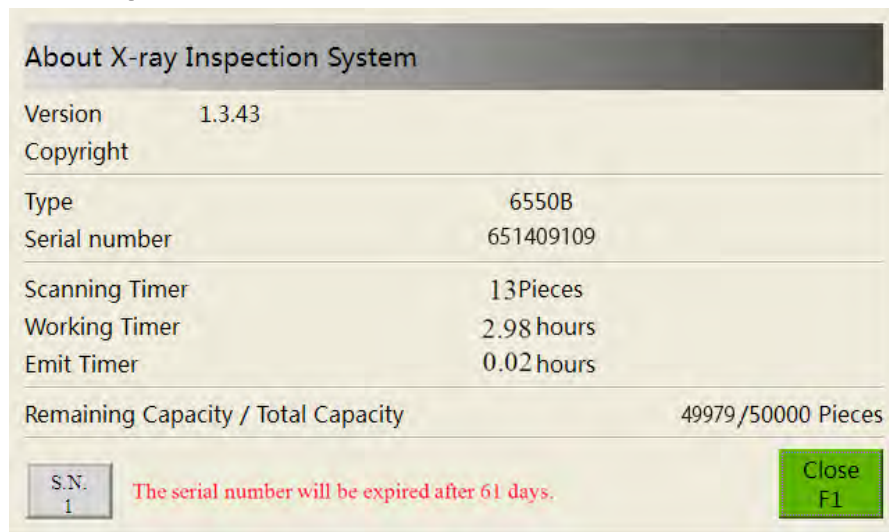 About X-ray Inspection System
Version 1.3.43
Copyright
Type 6550B
Serial number 651409109
Scanning Timer 13Pieces
Working Timer 2.98 hours
Emit Timer 0.02 hours
Remaining Capacity / Total Capacity 49979/50000 Pieces
S.N.
1
The serial number will be expired after 61 days.
Close
F1